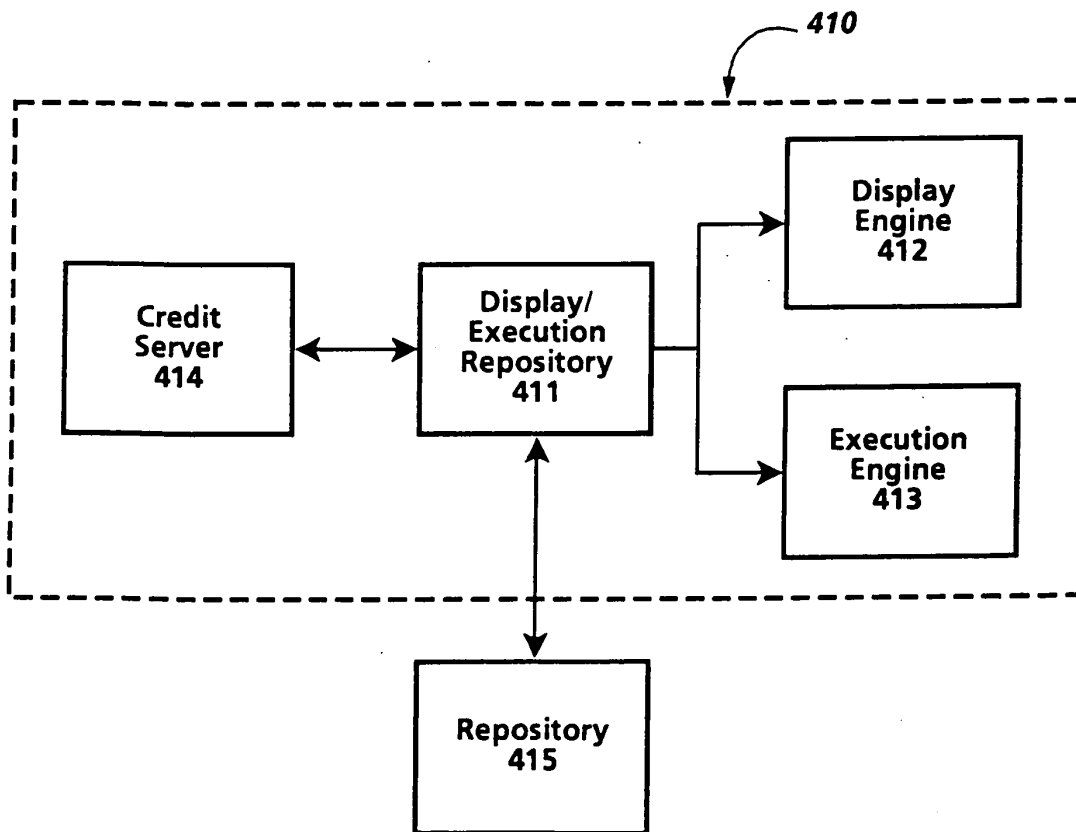 410
Display
Engine
412
Credit
Server
414
Display/
Execution
Repository
411
Execution
Engine
413
Repository
415